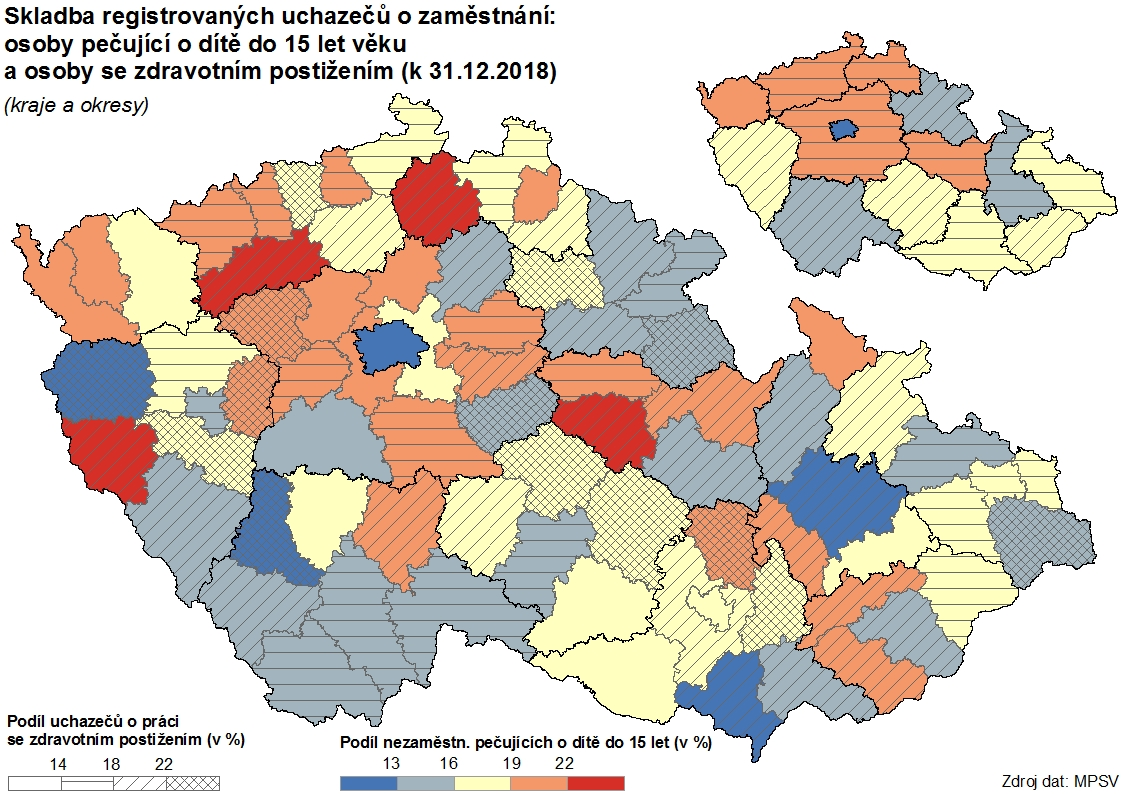 Skladba registrovaných uchazečů o zaměstnání:
osoby pečující o dítě do 15 let věku
a osoby se zdravotním postižením (k 31.12.2018)
(kraje a okresy)
Podíl uchazečů o práci
se zdravotním postižením (v %)
14 18 22
Podíl nezaměstn. pečujících o dítě do 15 let (v %)
13 16 19 22
Zdroj dat: MPSV